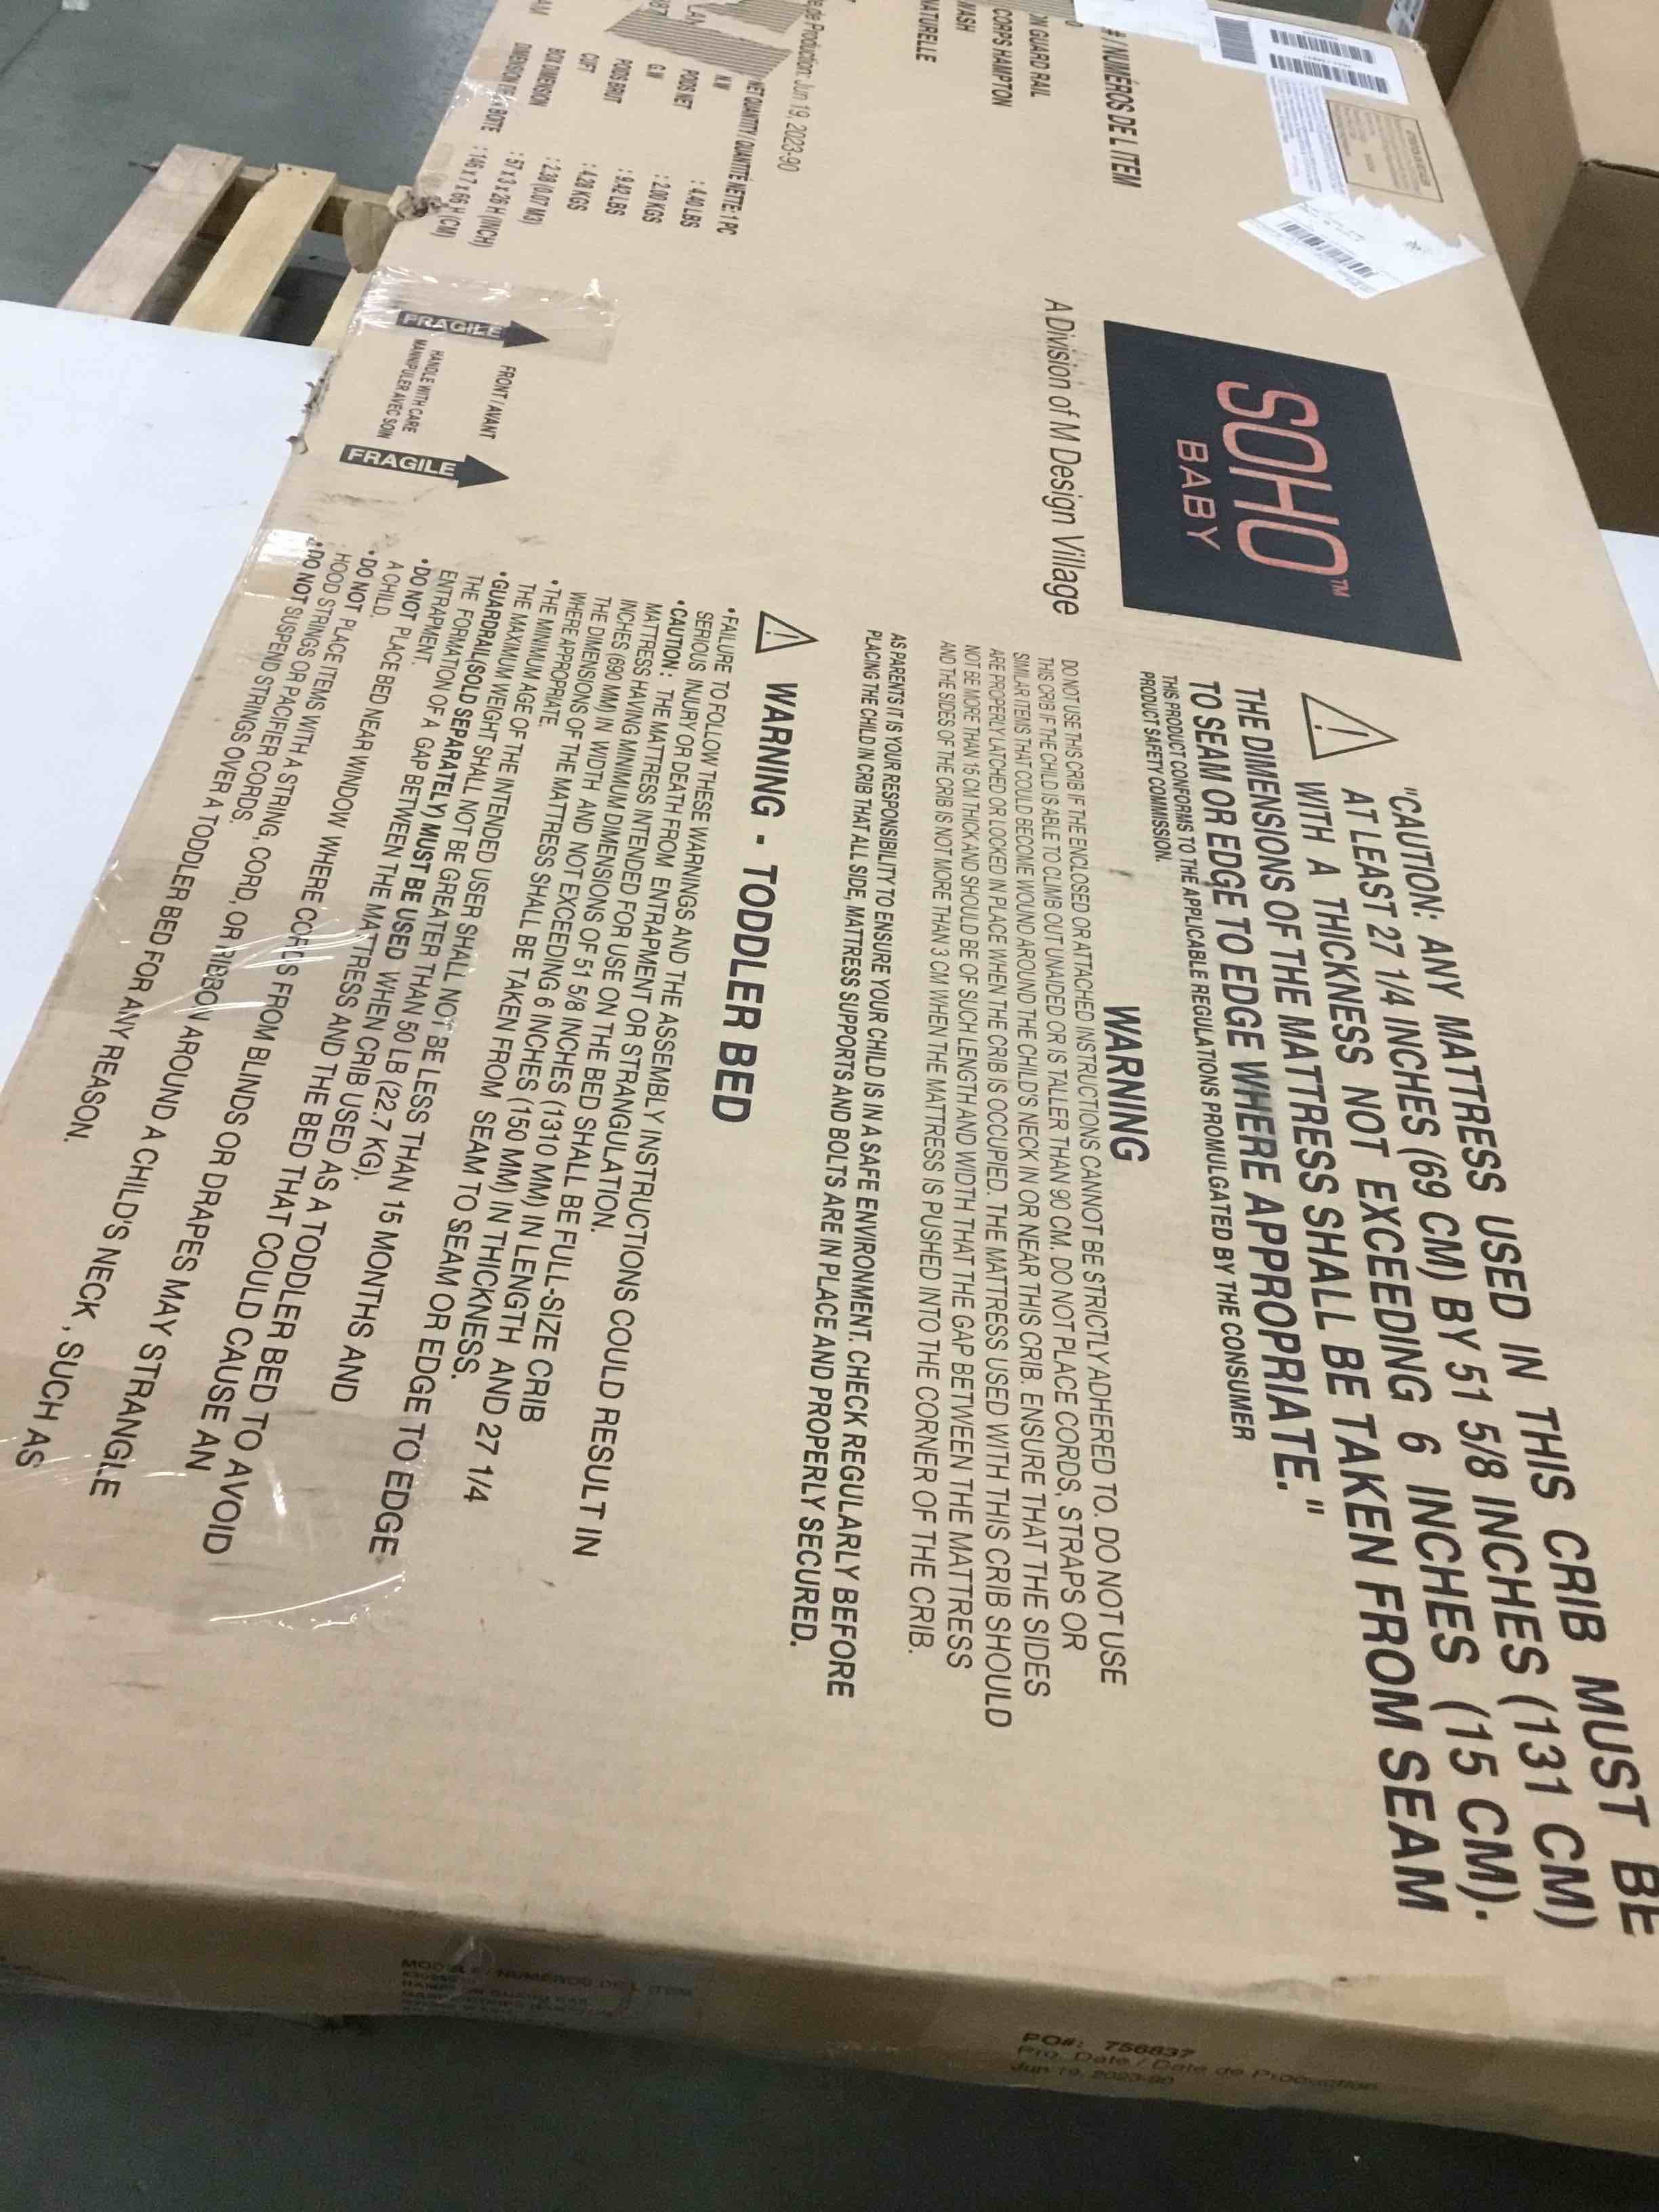 "CAUTION: ANY MATTRESS USED IN THIS CRIB MUST BE
AT LEAST 27 1/4 INCHES (69 CM) BY 51 5/8 INCHES (131 CM)
WITH A THICKNESS NOT EXCEEDING 6 INCHES (15 CM).
THE DIMENSIONS OF THE MATTRESS SHALL BE TAKEN FROM SEAM
TO SEAM OR EDGE TO EDGE WHERE APPROPRIATE."
THIS PRODUCT CONFORMS TO THE APPLICABLE REGULATIONS PROMULGATED BY THE CONSUMER
PRODUCT SAFETY COMMISSION.
SOHO™
BABY
A Division of M Design Village
# / NUMÉROS DE L ITEM
ON GUARD RAIL
CORPS HAMPTON
WASH
NATURELLE
de Production: Jun 19, 2023-90
NET QUANTITY / QUANTITÉ NETTE: 1 PC
N.W : 4.40 LBS
POIDS NET : 2.00 KGS
G.W : 9.42 LBS
POIDS BRUT : 4.28 KGS
CUFT : 2.38 (0.07 M3)
BOX DIMENSION : 57 x 3 x 26 H (INCH)
BOITE : 146 x 7 x 66 H (CM)
WARNING
DO NOT USE THIS CRIB IF THE ENCLOSED OR ATTACHED INSTRUCTIONS CANNOT BE STRICTLY ADHERED TO. DO NOT USE
THIS CRIB IF THE CHILD IS ABLE TO CLIMB OUT UNAIDED OR IS TALLER THAN 90 CM. DO NOT PLACE CORDS, STRAPS OR
SIMILAR ITEMS THAT COULD BECOME WOUND AROUND THE CHILD'S NECK IN OR NEAR THIS CRIB. ENSURE THAT THE SIDES
ARE PROPERLY LATCHED OR LOCKED IN PLACE WHEN THE CRIB IS OCCUPIED. THE MATTRESS USED WITH THIS CRIB SHOULD
NOT BE MORE THAN 15 CM THICK AND SHOULD BE OF SUCH LENGTH AND WIDTH THAT THE GAP BETWEEN THE MATTRESS
AND THE SIDES OF THE CRIB IS NOT MORE THAN 3 CM WHEN THE MATTRESS IS PUSHED INTO THE CORNER OF THE CRIB.
AS PARENTS IT IS YOUR RESPONSIBILITY TO ENSURE YOUR CHILD IS IN A SAFE ENVIRONMENT. CHECK REGULARLY BEFORE
PLACING THE CHILD IN CRIB THAT ALL SIDE, MATTRESS SUPPORTS AND BOLTS ARE IN PLACE AND PROPERLY SECURED.
WARNING - TODDLER BED
•FAILURE TO FOLLOW THESE WARNINGS AND THE ASSEMBLY INSTRUCTIONS COULD RESULT IN
SERIOUS INJURY OR DEATH FROM ENTRAPMENT OR STRANGULATION.
•CAUTION: THE MATTRESS INTENDED FOR USE ON THE BED SHALL BE FULL-SIZE CRIB
MATTRESS HAVING MINIMUM DIMENSIONS OF 51 5/8 INCHES (1310 MM) IN LENGTH AND 27 1/4
INCHES (690 MM) IN WIDTH AND NOT EXCEEDING 6 INCHES (150 MM) IN THICKNESS.
THE DIMENSIONS OF THE MATTRESS SHALL BE TAKEN FROM SEAM TO SEAM OR EDGE TO EDGE
WHERE APPROPRIATE.
•THE MINIMUM AGE OF THE INTENDED USER SHALL NOT BE LESS THAN 15 MONTHS AND
THE MAXIMUM WEIGHT SHALL NOT BE GREATER THAN 50 LB (22.7 KG).
•GUARDRAIL(SOLD SEPARATELY) MUST BE USED WHEN CRIB USED AS A TODDLER BED TO AVOID
THE FORMATION OF A GAP BETWEEN THE MATTRESS AND THE BED THAT COULD CAUSE AN
ENTRAPMENT.
•DO NOT PLACE BED NEAR WINDOW WHERE CORDS FROM BLINDS OR DRAPES MAY STRANGLE
A CHILD.
•DO NOT PLACE ITEMS WITH A STRING, CORD, OR RIBBON AROUND A CHILD'S NECK , SUCH AS
HOOD STRINGS OR PACIFIER CORDS.
•DO NOT SUSPEND STRINGS OVER A TODDLER BED FOR ANY REASON.
FRAGILE
FRONT / AVANT
HANDLE WITH CARE
MANNIPULER AVEC SOIN
FRAGILE
PO#: 756837
Pro. Date / Date de Production
Jun 19, 2023-90